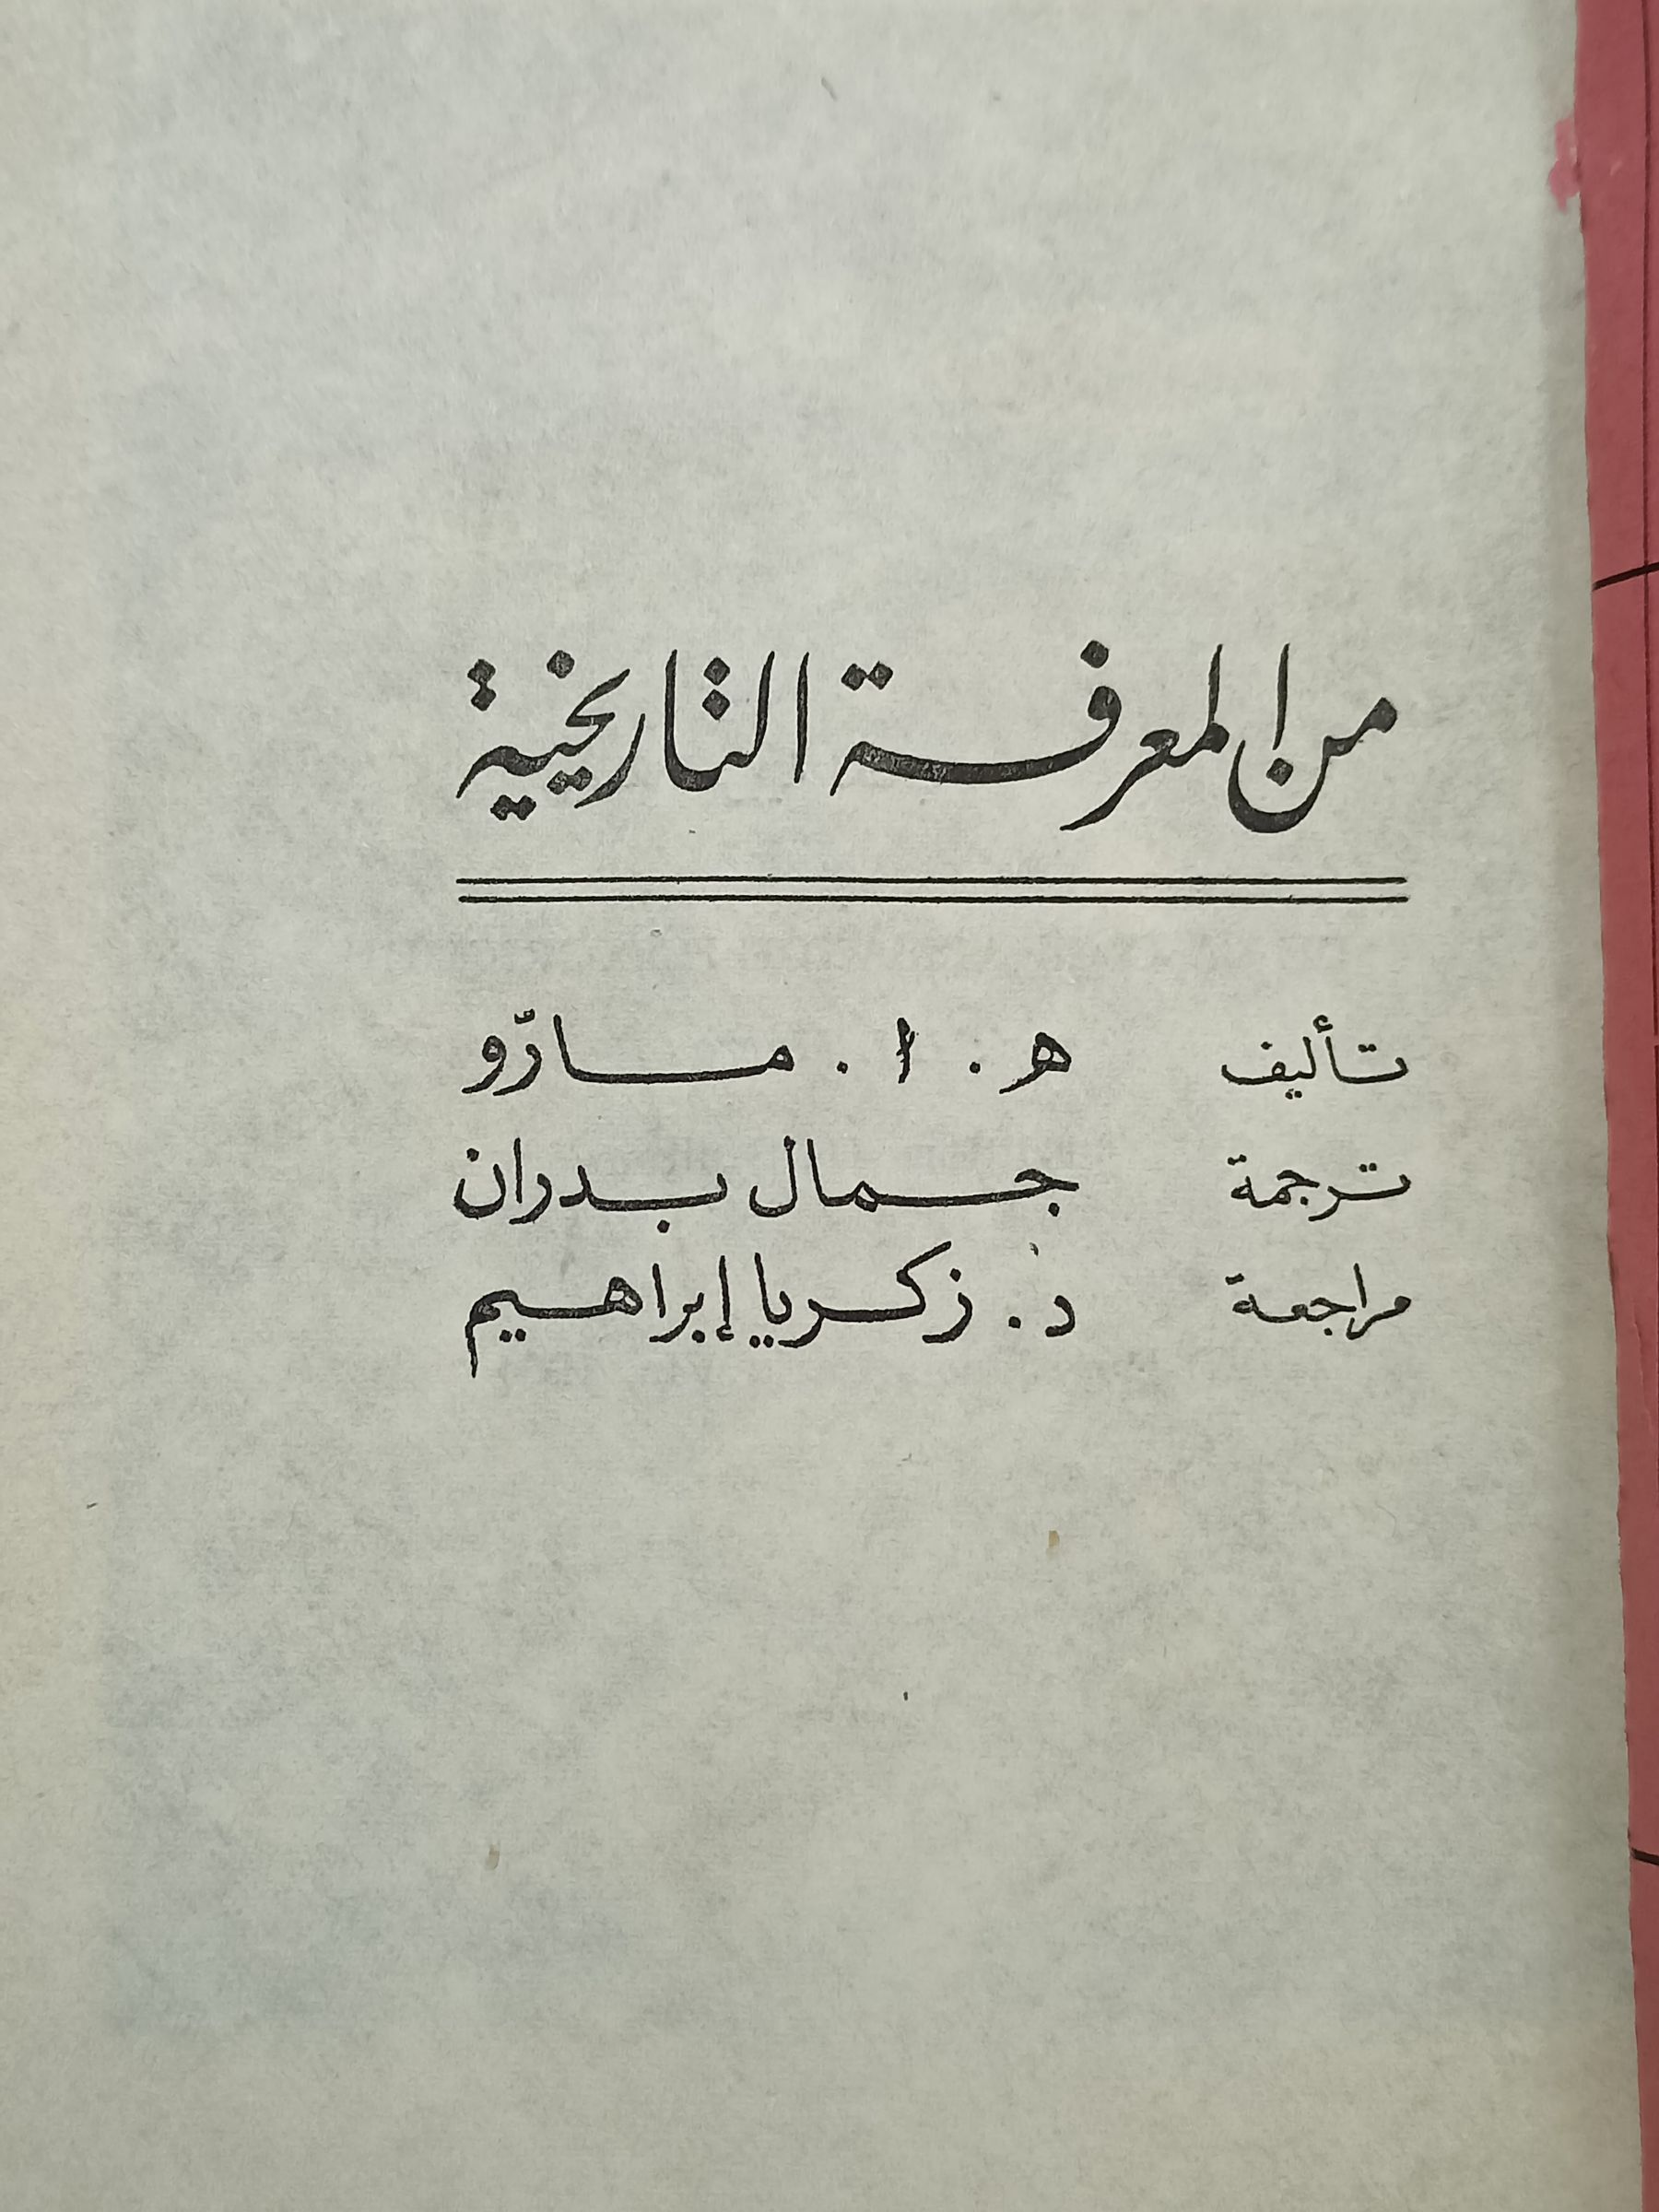 من المعرفة التاريخية
تأليف ه . ا . مارّو
ترجمة جمال بدران
مراجعة د . زكريا إبراهيم